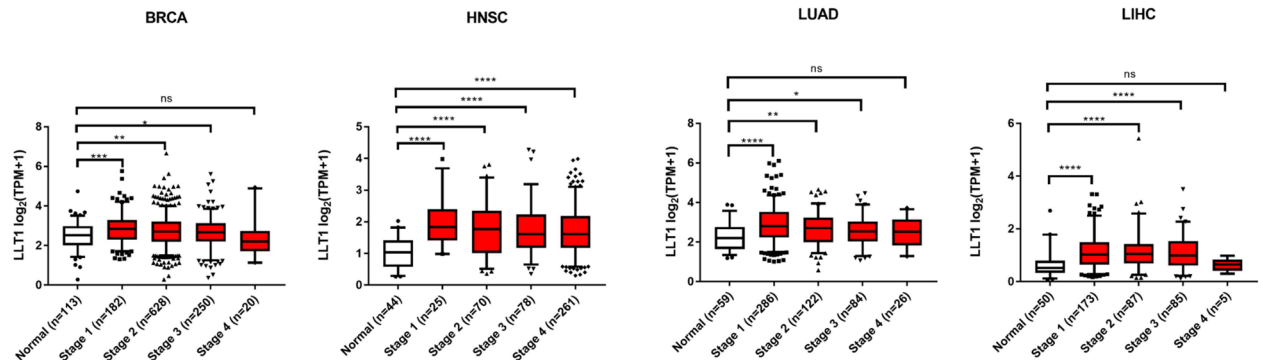 BRCA
ns
*
**
***
LLT1 log2(TPM+1)
8
6
4
2
0
Normal (n=113)
Stage 1 (n=182)
Stage 2 (n=628)
Stage 3 (n=250)
Stage 4 (n=20)
HNSC
****
****
****
****
LLT1 log2(TPM+1)
5
4
3
2
1
0
Normal (n=44)
Stage 1 (n=25)
Stage 2 (n=70)
Stage 3 (n=78)
Stage 4 (n=261)
LUAD
ns
*
**
****
LLT1 log2(TPM+1)
8
6
4
2
0
Normal (n=59)
Stage 1 (n=286)
Stage 2 (n=122)
Stage 3 (n=84)
Stage 4 (n=26)
LIHC
ns
****
****
****
LLT1 log2(TPM+1)
6
4
2
0
Normal (n=50)
Stage 1 (n=173)
Stage 2 (n=87)
Stage 3 (n=85)
Stage 4 (n=5)